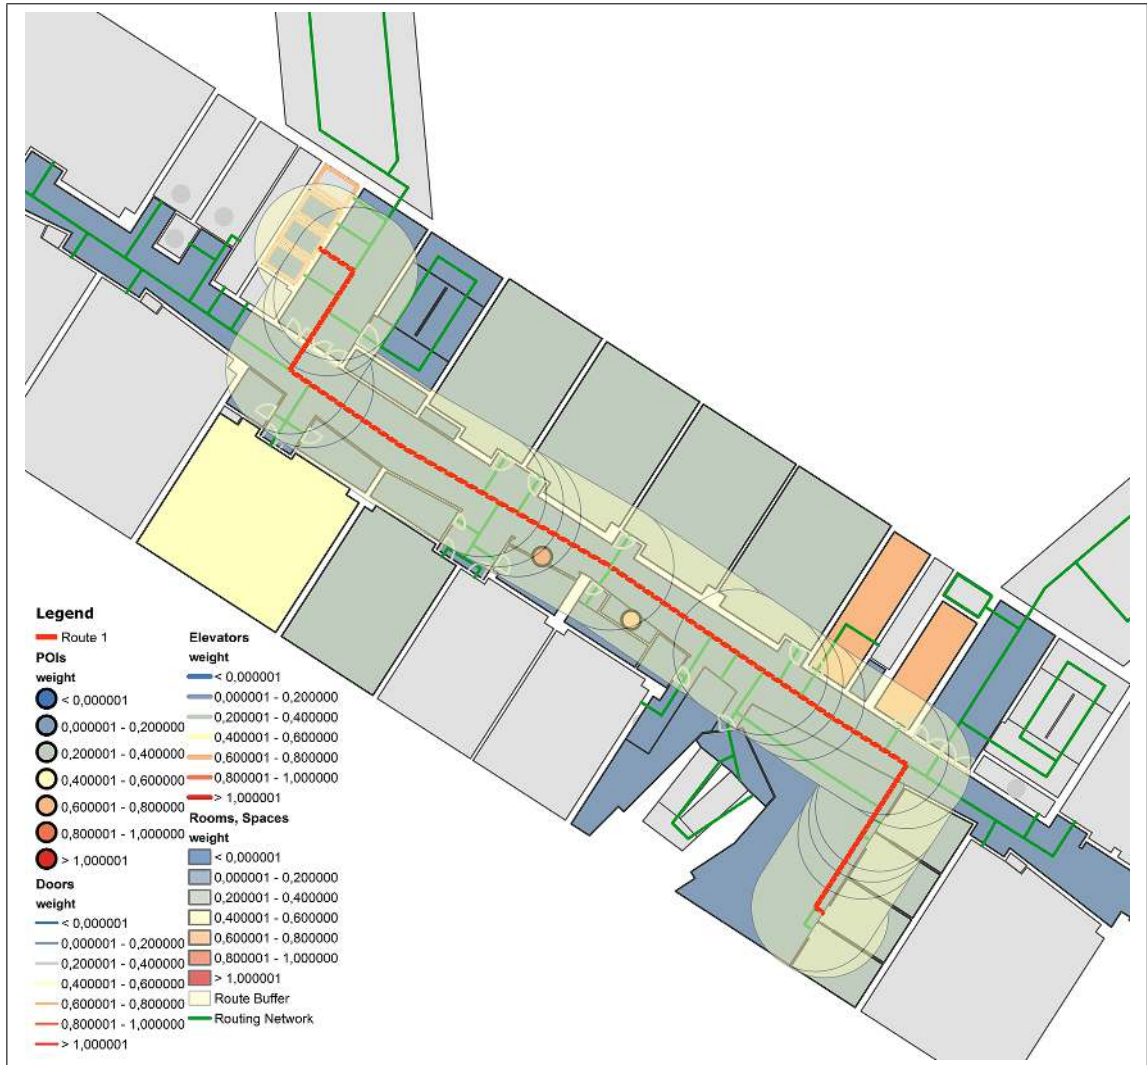 Legend
Route 1
POIs
weight
< 0,000001
0,000001 - 0,200000
0,200001 - 0,400000
0,400001 - 0,600000
0,600001 - 0,800000
0,800001 - 1,000000
> 1,000001
Doors
weight
< 0,000001
0,000001 - 0,200000
0,200001 - 0,400000
0,400001 - 0,600000
0,600001 - 0,800000
0,800001 - 1,000000
> 1,000001
Elevators
weight
< 0,000001
0,000001 - 0,200000
0,200001 - 0,400000
0,400001 - 0,600000
0,600001 - 0,800000
0,800001 - 1,000000
> 1,000001
Rooms, Spaces
weight
< 0,000001
0,000001 - 0,200000
0,200001 - 0,400000
0,400001 - 0,600000
0,600001 - 0,800000
0,800001 - 1,000000
> 1,000001
Route Buffer
Routing Network